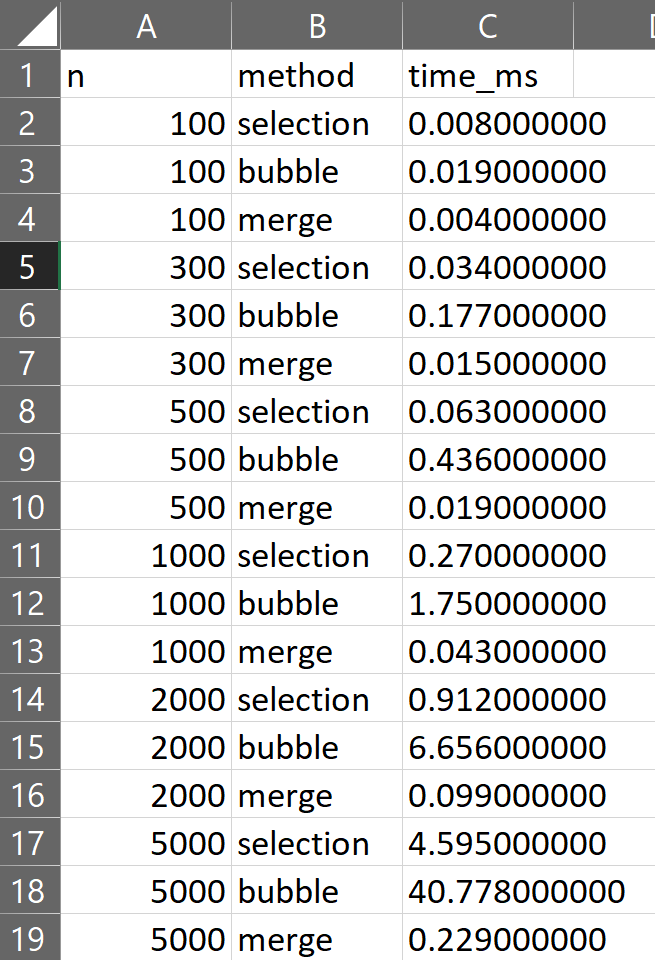 A B C
1 n method time_ms
2 100 selection 0.008000000
3 100 bubble 0.019000000
4 100 merge 0.004000000
5 300 selection 0.034000000
6 300 bubble 0.177000000
7 300 merge 0.015000000
8 500 selection 0.063000000
9 500 bubble 0.436000000
10 500 merge 0.019000000
11 1000 selection 0.270000000
12 1000 bubble 1.750000000
13 1000 merge 0.043000000
14 2000 selection 0.912000000
15 2000 bubble 6.656000000
16 2000 merge 0.099000000
17 5000 selection 4.595000000
18 5000 bubble 40.778000000
19 5000 merge 0.229000000